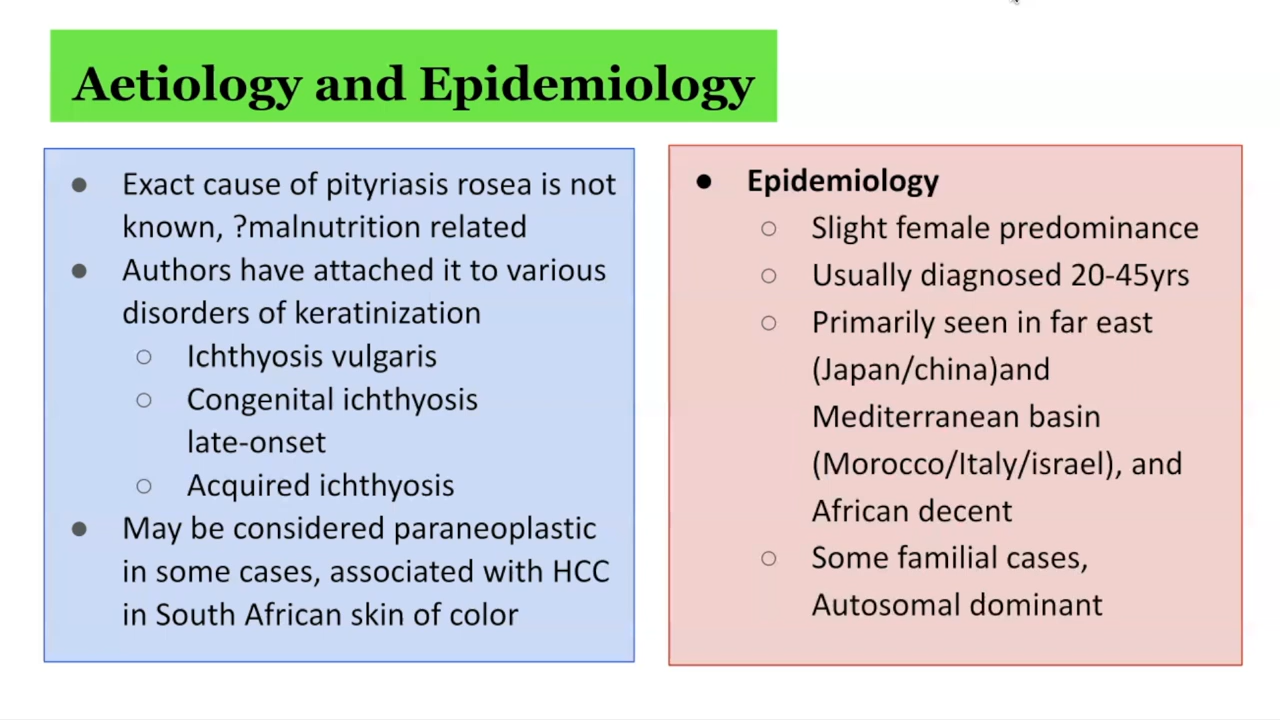 Aetiology and Epidemiology
● Exact cause of pityriasis rosea is not
known, ?malnutrition related
● Authors have attached it to various
disorders of keratinization
○ Ichthyosis vulgaris
○ Congenital ichthyosis
late-onset
○ Acquired ichthyosis
● May be considered paraneoplastic
in some cases, associated with HCC
in South African skin of color
● Epidemiology
○ Slight female predominance
○ Usually diagnosed 20-45yrs
○ Primarily seen in far east
(Japan/china)and
Mediterranean basin
(Morocco/Italy/israel), and
African decent
○ Some familial cases,
Autosomal dominant